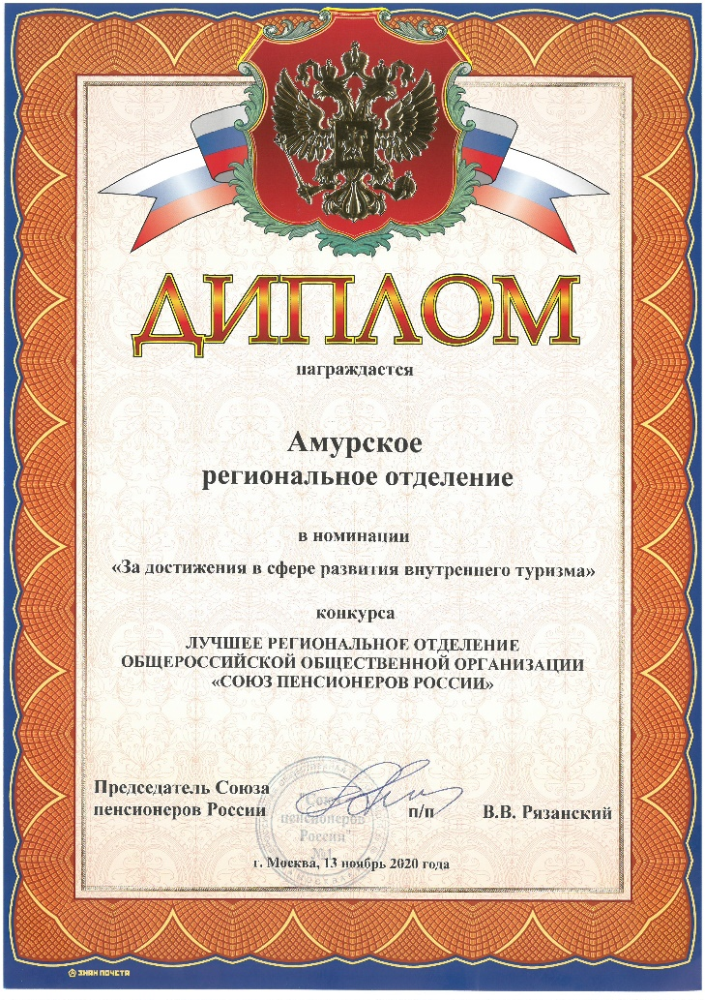 ДИПЛОМ
награждается
Амурское
региональное отделение
в номинации
«За достижения в сфере развития внутреннего туризма»
конкурса
ЛУЧШЕЕ РЕГИОНАЛЬНОЕ ОТДЕЛЕНИЕ
ОБЩЕРОССИЙСКОЙ ОБЩЕСТВЕННОЙ ОРГАНИЗАЦИИ
«СОЮЗ ПЕНСИОНЕРОВ РОССИИ»
Председатель Союза
пенсионеров России
п/п
В.В. Рязанский
"Союз
пенсионеров
России"
№1
г. Москва, 13 ноябрь 2020 года
ЗНАК ПОЧЕТА